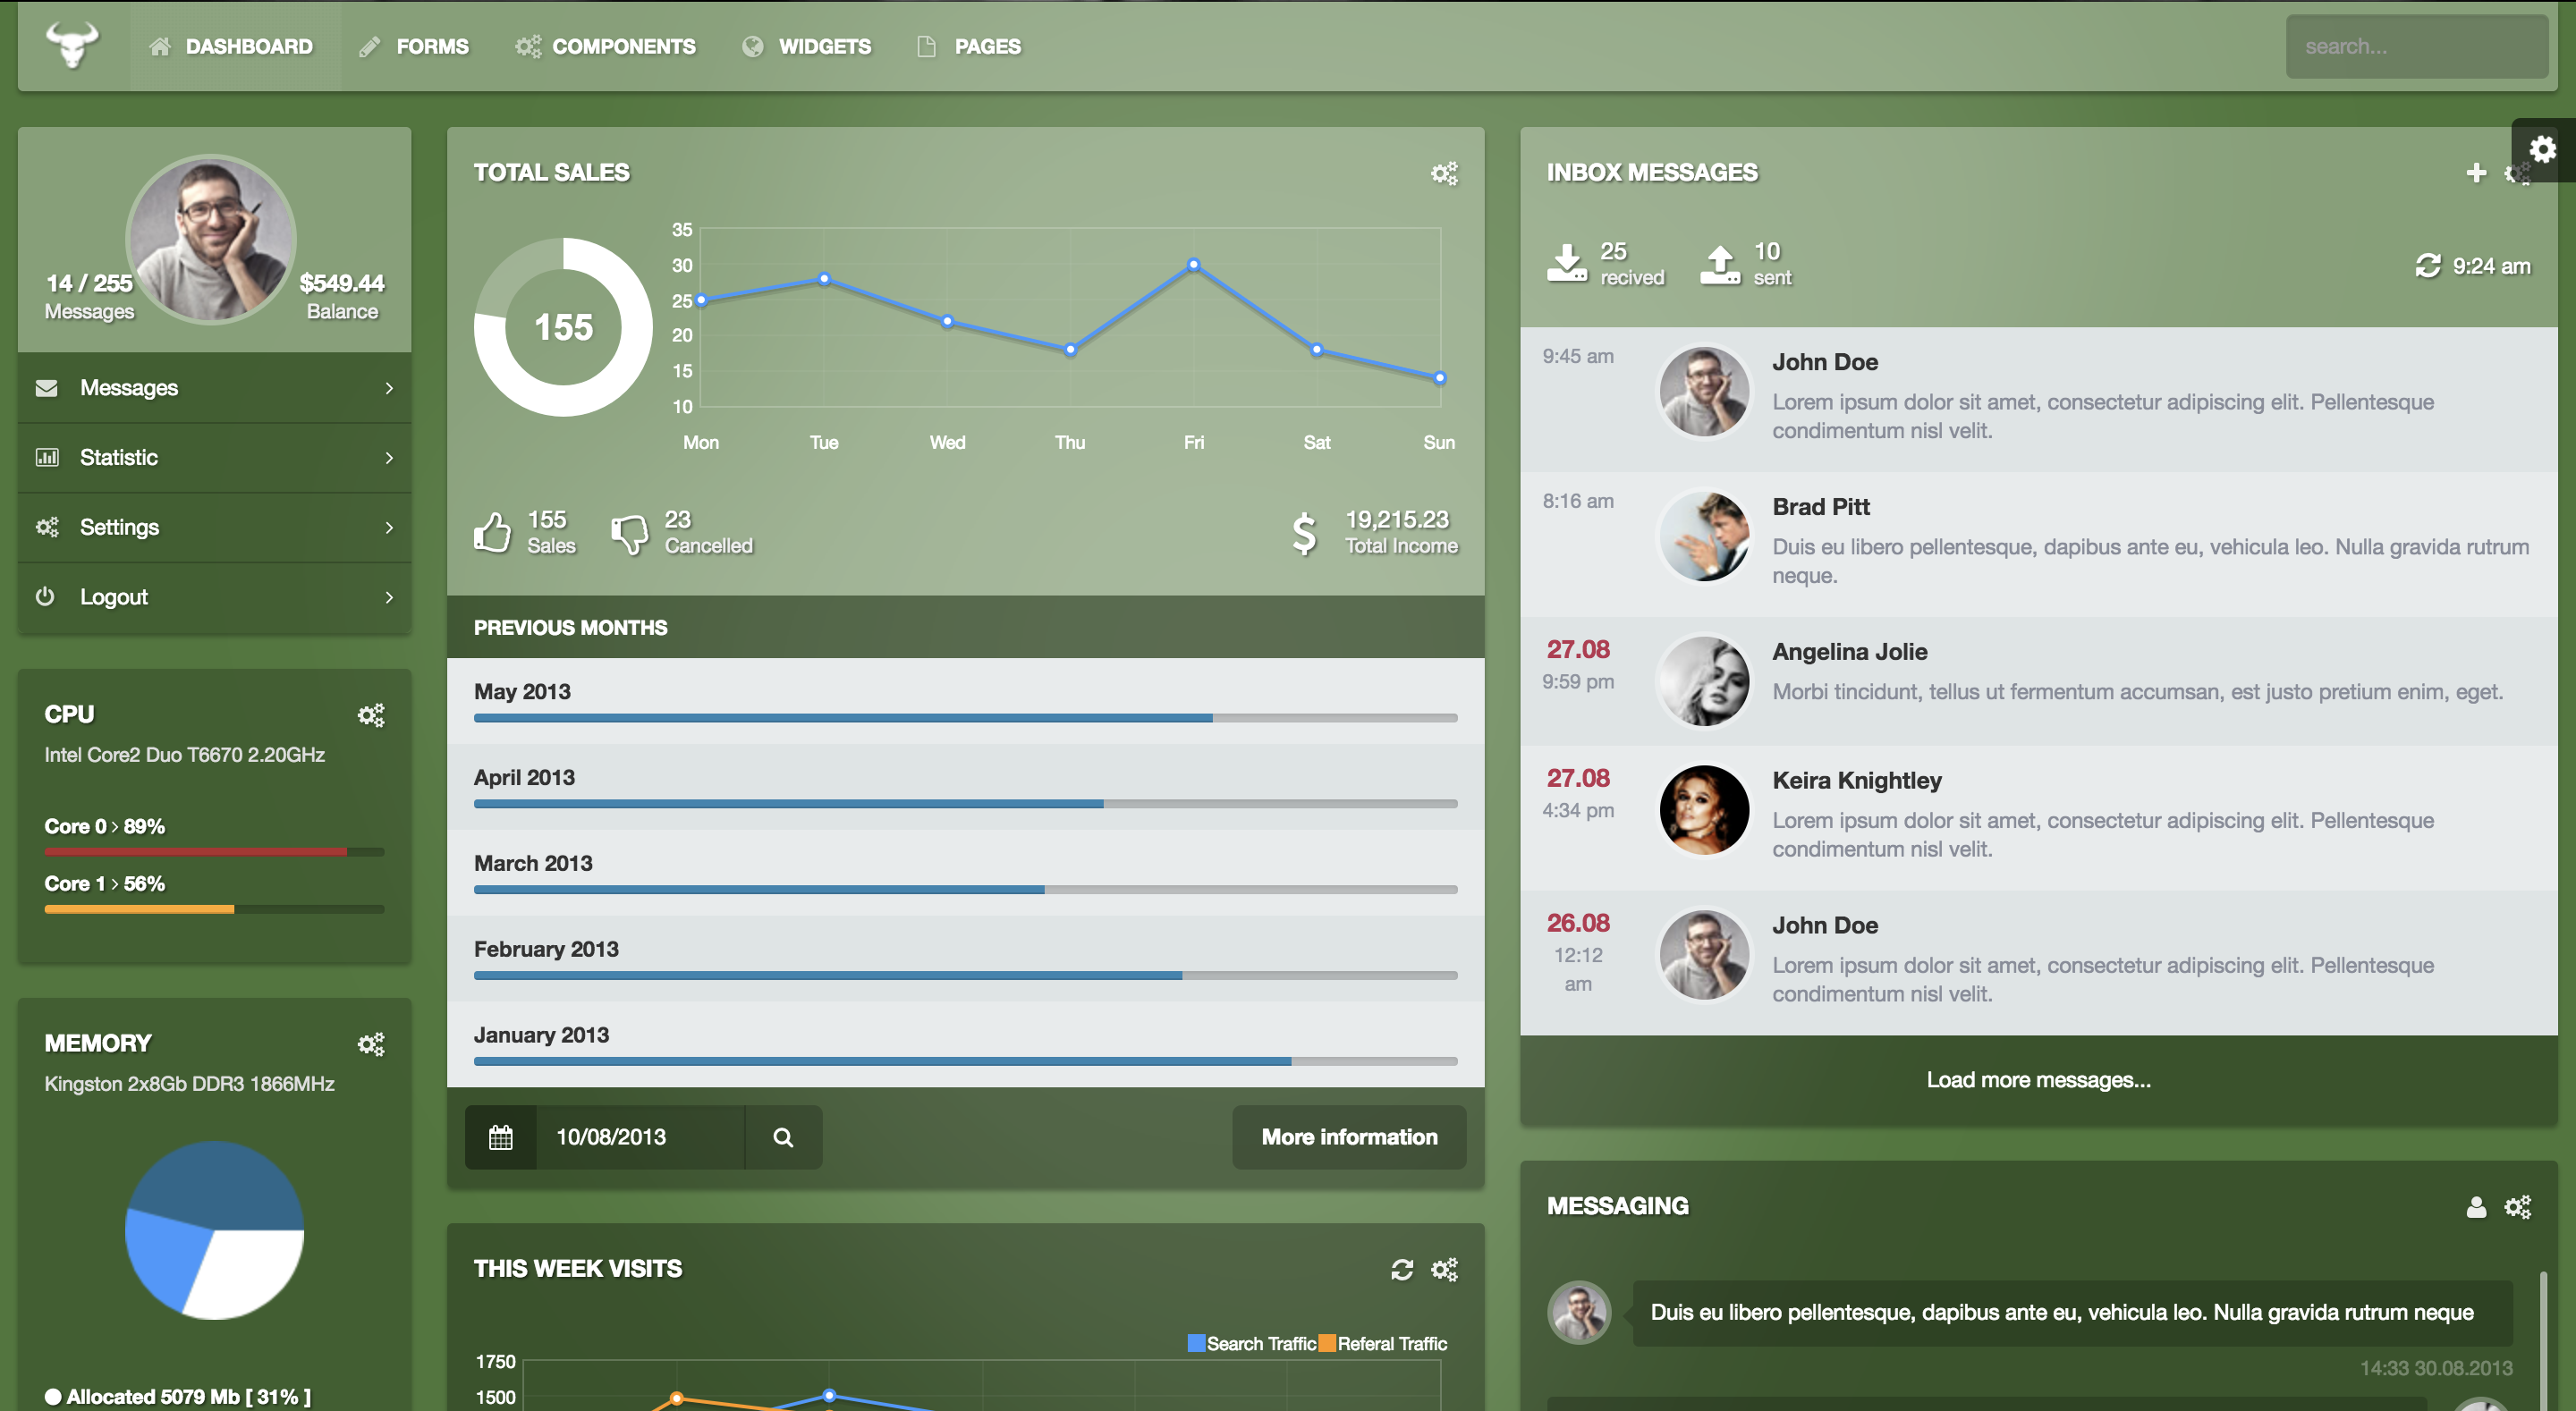 DASHBOARD
FORMS
COMPONENTS
WIDGETS
PAGES
search...
14 / 255
Messages
$549.44
Balance
Messages
Statistic
Settings
Logout
CPU
Intel Core2 Duo T6670 2.20GHz
Core 0 > 89%
Core 1 > 56%
MEMORY
Kingston 2x8Gb DDR3 1866MHz
Allocated 5079 Mb [ 31% ]
TOTAL SALES
155
35
30
25
20
15
10
Mon Tue Wed Thu Fri Sat Sun
155
Sales
23
Cancelled
19,215.23
Total Income
PREVIOUS MONTHS
May 2013
April 2013
March 2013
February 2013
January 2013
10/08/2013
More information
THIS WEEK VISITS
Search Traffic Referal Traffic
1750
1500
INBOX MESSAGES
25
recived
10
sent
9:24 am
9:45 am
John Doe
Lorem ipsum dolor sit amet, consectetur adipiscing elit. Pellentesque
condimentum nisl velit.
8:16 am
Brad Pitt
Duis eu libero pellentesque, dapibus ante eu, vehicula leo. Nulla gravida rutrum
neque.
27.08
9:59 pm
Angelina Jolie
Morbi tincidunt, tellus ut fermentum accumsan, est justo pretium enim, eget.
27.08
4:34 pm
Keira Knightley
Lorem ipsum dolor sit amet, consectetur adipiscing elit. Pellentesque
condimentum nisl velit.
26.08
12:12
am
John Doe
Lorem ipsum dolor sit amet, consectetur adipiscing elit. Pellentesque
condimentum nisl velit.
Load more messages...
MESSAGING
Duis eu libero pellentesque, dapibus ante eu, vehicula leo. Nulla gravida rutrum neque
14:33 30.08.2013